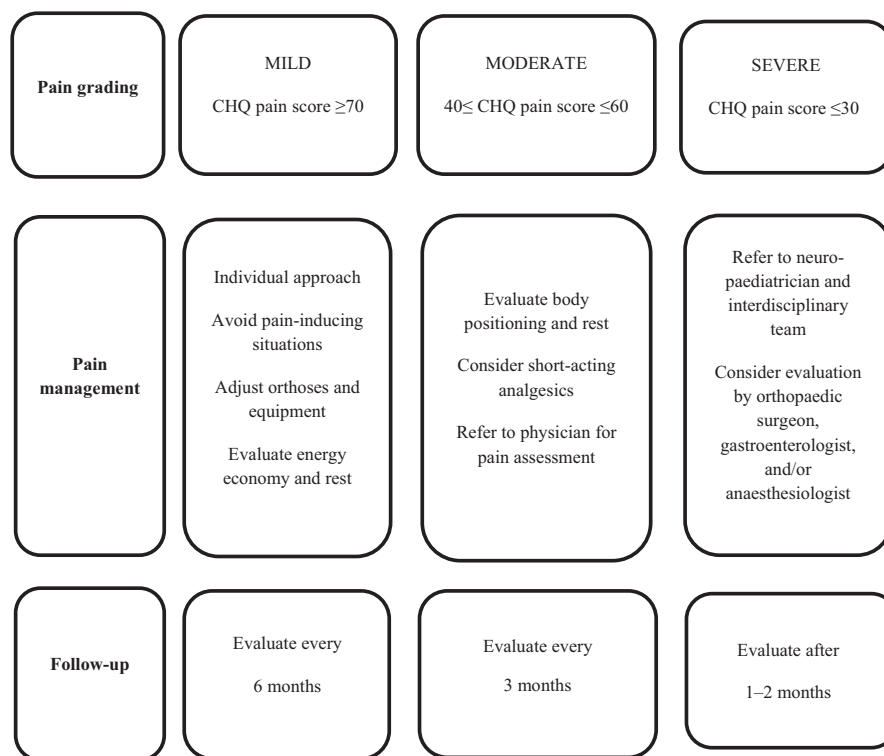 Pain grading
MILD
CHQ pain score ≥70
MODERATE
40≤ CHQ pain score ≤60
SEVERE
CHQ pain score ≤30
Pain
management
Individual approach
Avoid pain-inducing
situations
Adjust orthoses and
equipment
Evaluate energy
economy and rest
Evaluate body
positioning and rest
Consider short-acting
analgesics
Refer to physician for
pain assessment
Refer to neuro-
paediatrician and
interdisciplinary
team
Consider evaluation
by orthopaedic
surgeon,
gastroenterologist,
and/or
anaesthesiologist
Follow-up
Evaluate every
6 months
Evaluate every
3 months
Evaluate after
1–2 months